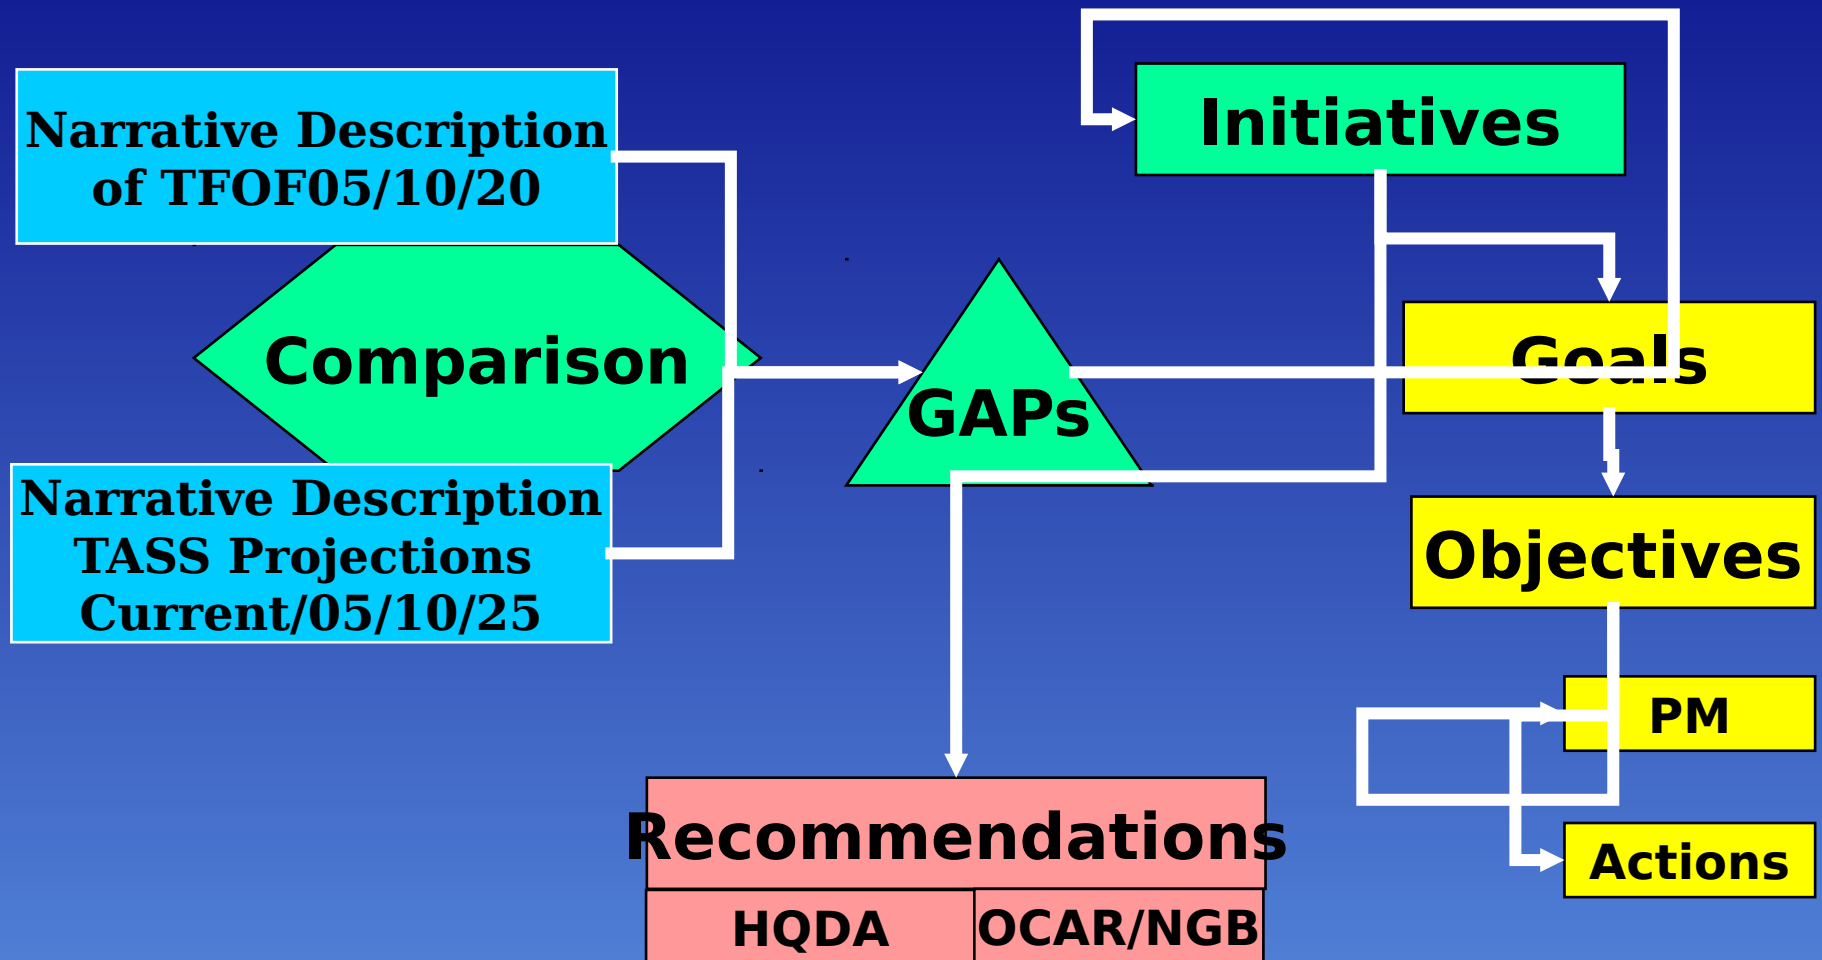 Narrative Description
of TFOF05/10/20
Comparison
Narrative Description
TASS Projections
Current/05/10/25
GAPs
Initiatives
Goals
Objectives
PM
Actions
Recommendations
HQDA
OCAR/NGB